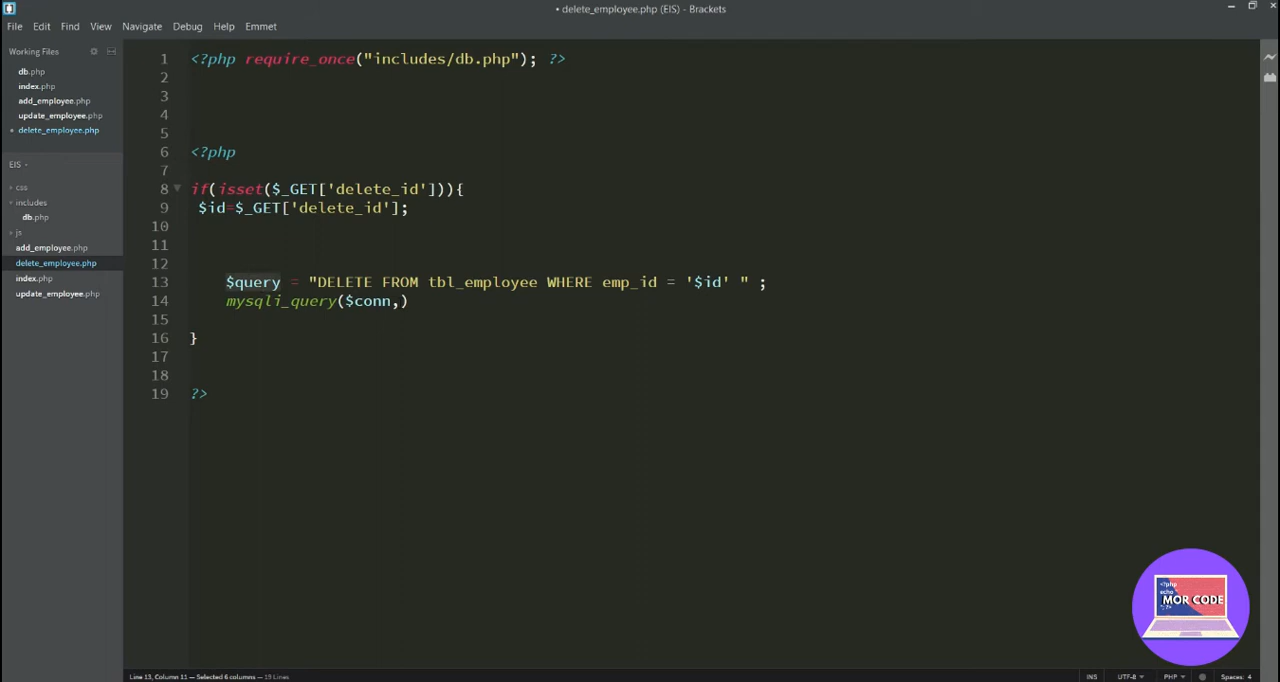 • delete_employee.php (EIS) - Brackets
File Edit Find View Navigate Debug Help Emmet
Working Files
db.php
index.php
add_employee.php
update_employee.php
• delete_employee.php
EIS
css
includes
db.php
js
add_employee.php
delete_employee.php
index.php
update_employee.php
1 <?php require_once("includes/db.php"); ?>
2
3
4
5
6 <?php
7
8 if(isset($_GET['delete_id'])){
9 $id=$_GET['delete_id'];
10
11
12
13 $query = "DELETE FROM tbl_employee WHERE emp_id = '$id' " ;
14 mysqli_query($conn,)
15
16 }
17
18
19 ?>
<?php
echo
"MOR CODE
"; ?>
Line 13, Column 11 — Selected 6 columns — 19 Lines
INS UTF-8 PHP Spaces: 4